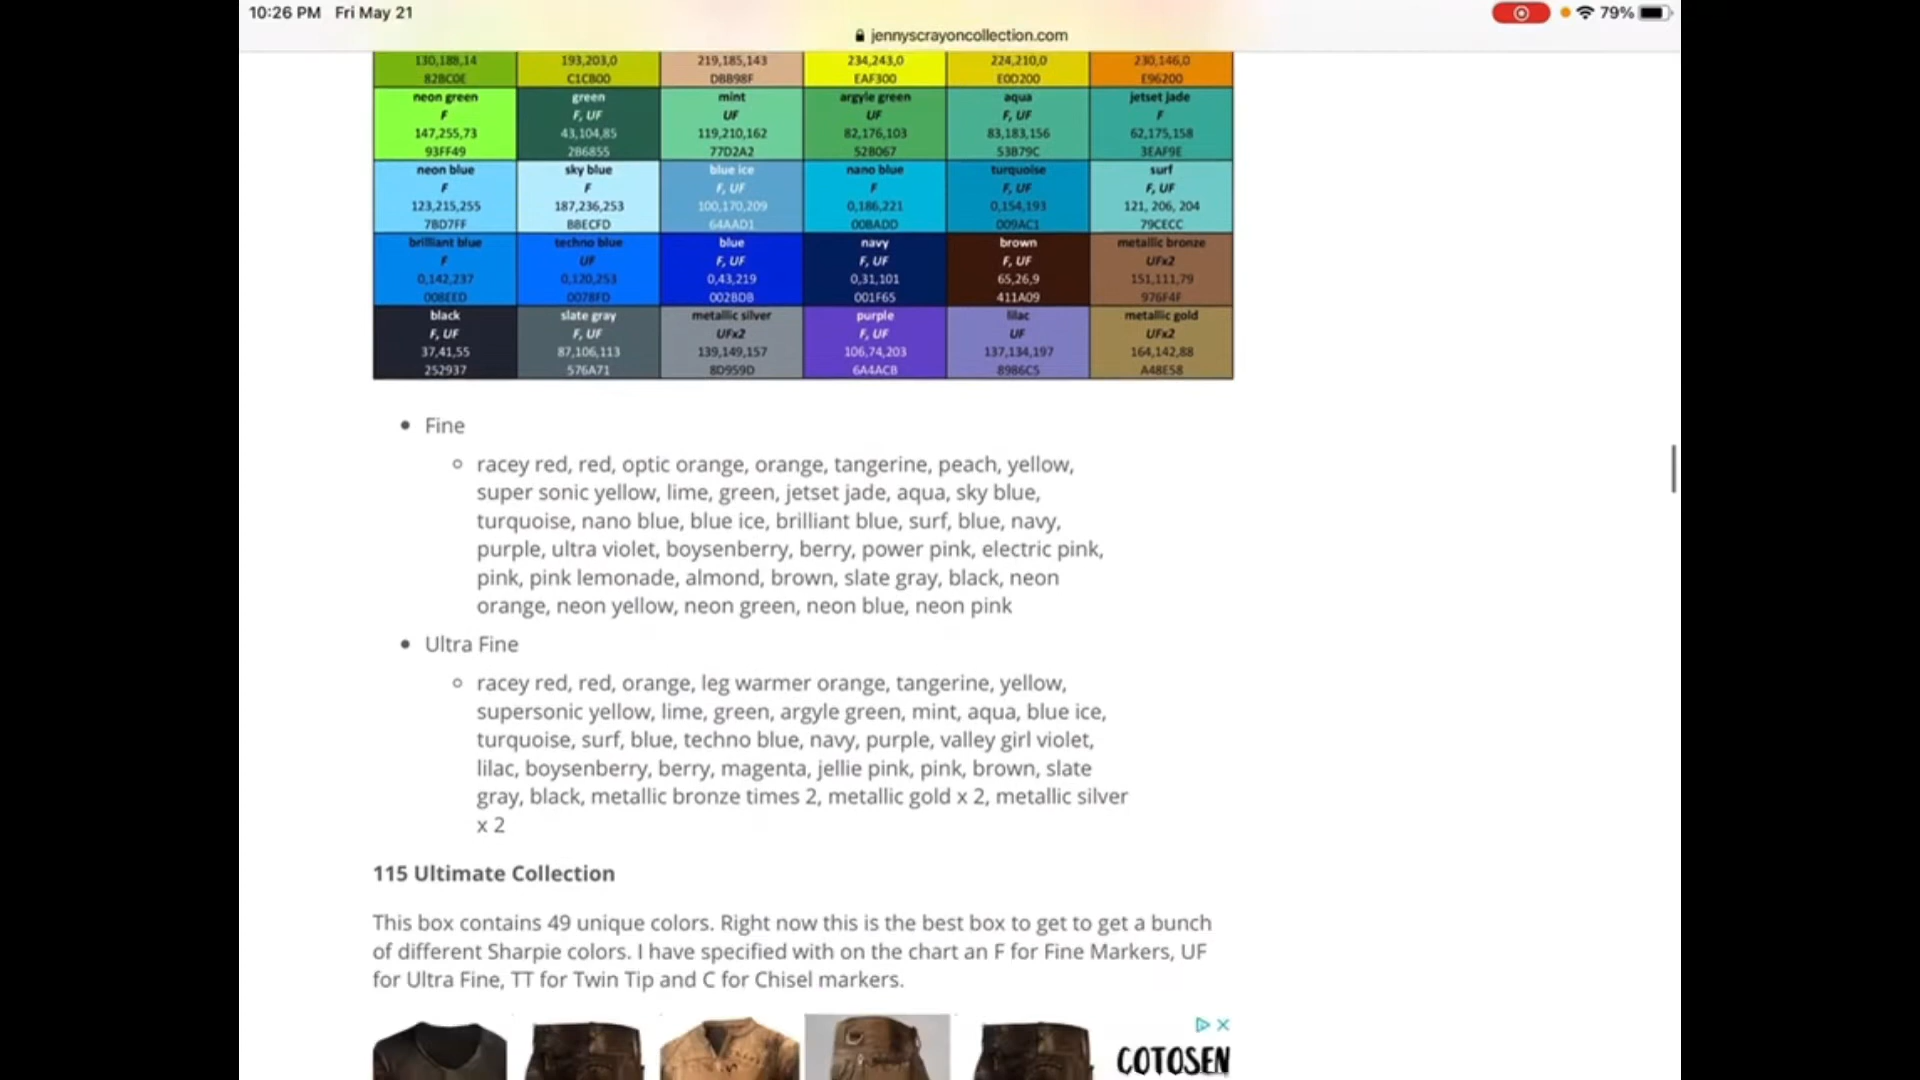 10:26 PM Fri May 21
79%
jennyscrayoncollection.com
130,188,14 193,203,0 219,185,143 234,243,0 224,210,0 230,146,0
82BC0E C1CB00 DBB98F EAF300 E0D200 E96200
neon green green mint argyle green aqua jetset jade
F F, UF UF UF F, UF F
147,255,73 43,104,85 119,210,162 82,176,103 83,183,156 62,175,158
93FF49 2B6855 77D2A2 52B067 53B79C 3EAF9E
neon blue sky blue blue ice nano blue turquoise surf
F F F, UF F F, UF F, UF
123,215,255 187,236,253 100,170,209 0,186,221 0,154,193 121, 206, 204
7BD7FF BBECFD 64AAD1 00BADD 009AC1 79CECC
brilliant blue techno blue blue navy brown metallic bronze
F UF F, UF F, UF F, UF UFx2
0,142,237 0,120,253 0,43,219 0,31,101 65,26,9 151,111,79
008EED 0078FD 002BDB 001F65 411A09 976F4F
black slate gray metallic silver purple lilac metallic gold
F, UF F, UF UFx2 F, UF UF UFx2
37,41,55 87,106,113 139,149,157 106,74,203 137,134,197 164,142,88
252937 576A71 8D959D 6A4ACB 8986C5 A48E58
• Fine
racey red, red, optic orange, orange, tangerine, peach, yellow,
super sonic yellow, lime, green, jetset jade, aqua, sky blue,
turquoise, nano blue, blue ice, brilliant blue, surf, blue, navy,
purple, ultra violet, boysenberry, berry, power pink, electric pink,
pink, pink lemonade, almond, brown, slate gray, black, neon
orange, neon yellow, neon green, neon blue, neon pink
• Ultra Fine
racey red, red, orange, leg warmer orange, tangerine, yellow,
supersonic yellow, lime, green, argyle green, mint, aqua, blue ice,
turquoise, surf, blue, techno blue, navy, purple, valley girl violet,
lilac, boysenberry, berry, magenta, jellie pink, pink, brown, slate
gray, black, metallic bronze times 2, metallic gold x 2, metallic silver
x 2
115 Ultimate Collection
This box contains 49 unique colors. Right now this is the best box to get to get a bunch
of different Sharpie colors. I have specified with on the chart an F for Fine Markers, UF
for Ultra Fine, TT for Twin Tip and C for Chisel markers.
COTOSEN